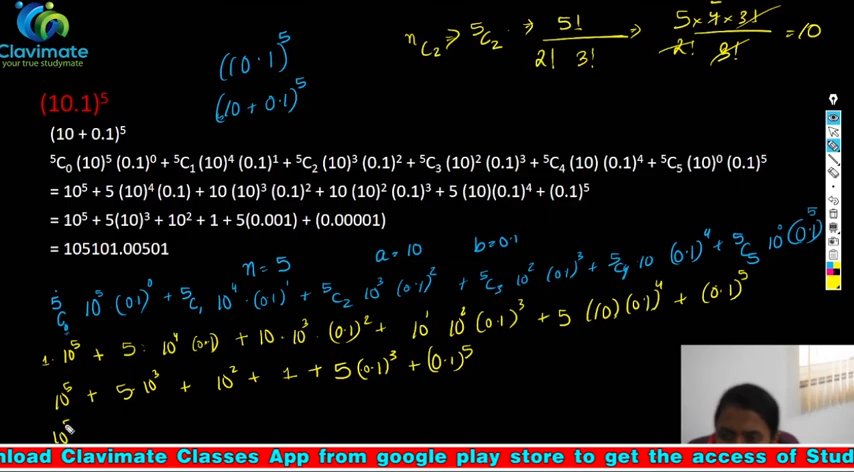 Clavimate
your true studymate
(10.1)⁵
(10 + 0.1)⁵
ⁿC₂ ⇒ ⁵C₂ ⇒ 5! / 2! 3! ⇒ 5 × 4 × 3! / 2! 3! = 10
(10.1)⁵
(10 + 0.1)⁵
⁵C₀ (10)⁵ (0.1)⁰ + ⁵C₁ (10)⁴ (0.1)¹ + ⁵C₂ (10)³ (0.1)² + ⁵C₃ (10)² (0.1)³ + ⁵C₄ (10) (0.1)⁴ + ⁵C₅ (10)⁰ (0.1)⁵
= 10⁵ + 5 (10)⁴ (0.1) + 10 (10)³ (0.1)² + 10 (10)² (0.1)³ + 5 (10)(0.1)⁴ + (0.1)⁵
= 10⁵ + 5(10)³ + 10² + 1 + 5(0.001) + (0.00001)
= 105101.00501
n = 5 a = 10 b = 0.1
⁵C₀ 10⁵ (0.1)⁰ + ⁵C₁ 10⁴ · (0.1)¹ + ⁵C₂ 10³ (0.1)² + ⁵C₃ 10² (0.1)³ + ⁵C₄ 10 (0.1)⁴ + ⁵C₅ 10⁰ (0.1)⁵
1. 10⁵ + 5 · 10⁴ (0.1) + 10 · 10³ · (0.1)² + 10¹ 10² (0.1)³ + 5 (10) (0.1)⁴ + (0.1)⁵
10⁵ + 5 · 10³ + 10² + 1 + 5 (0.1)³ + (0.1)⁵
10⁵
nload Clavimate Classes App from google play store to get the access of Stud